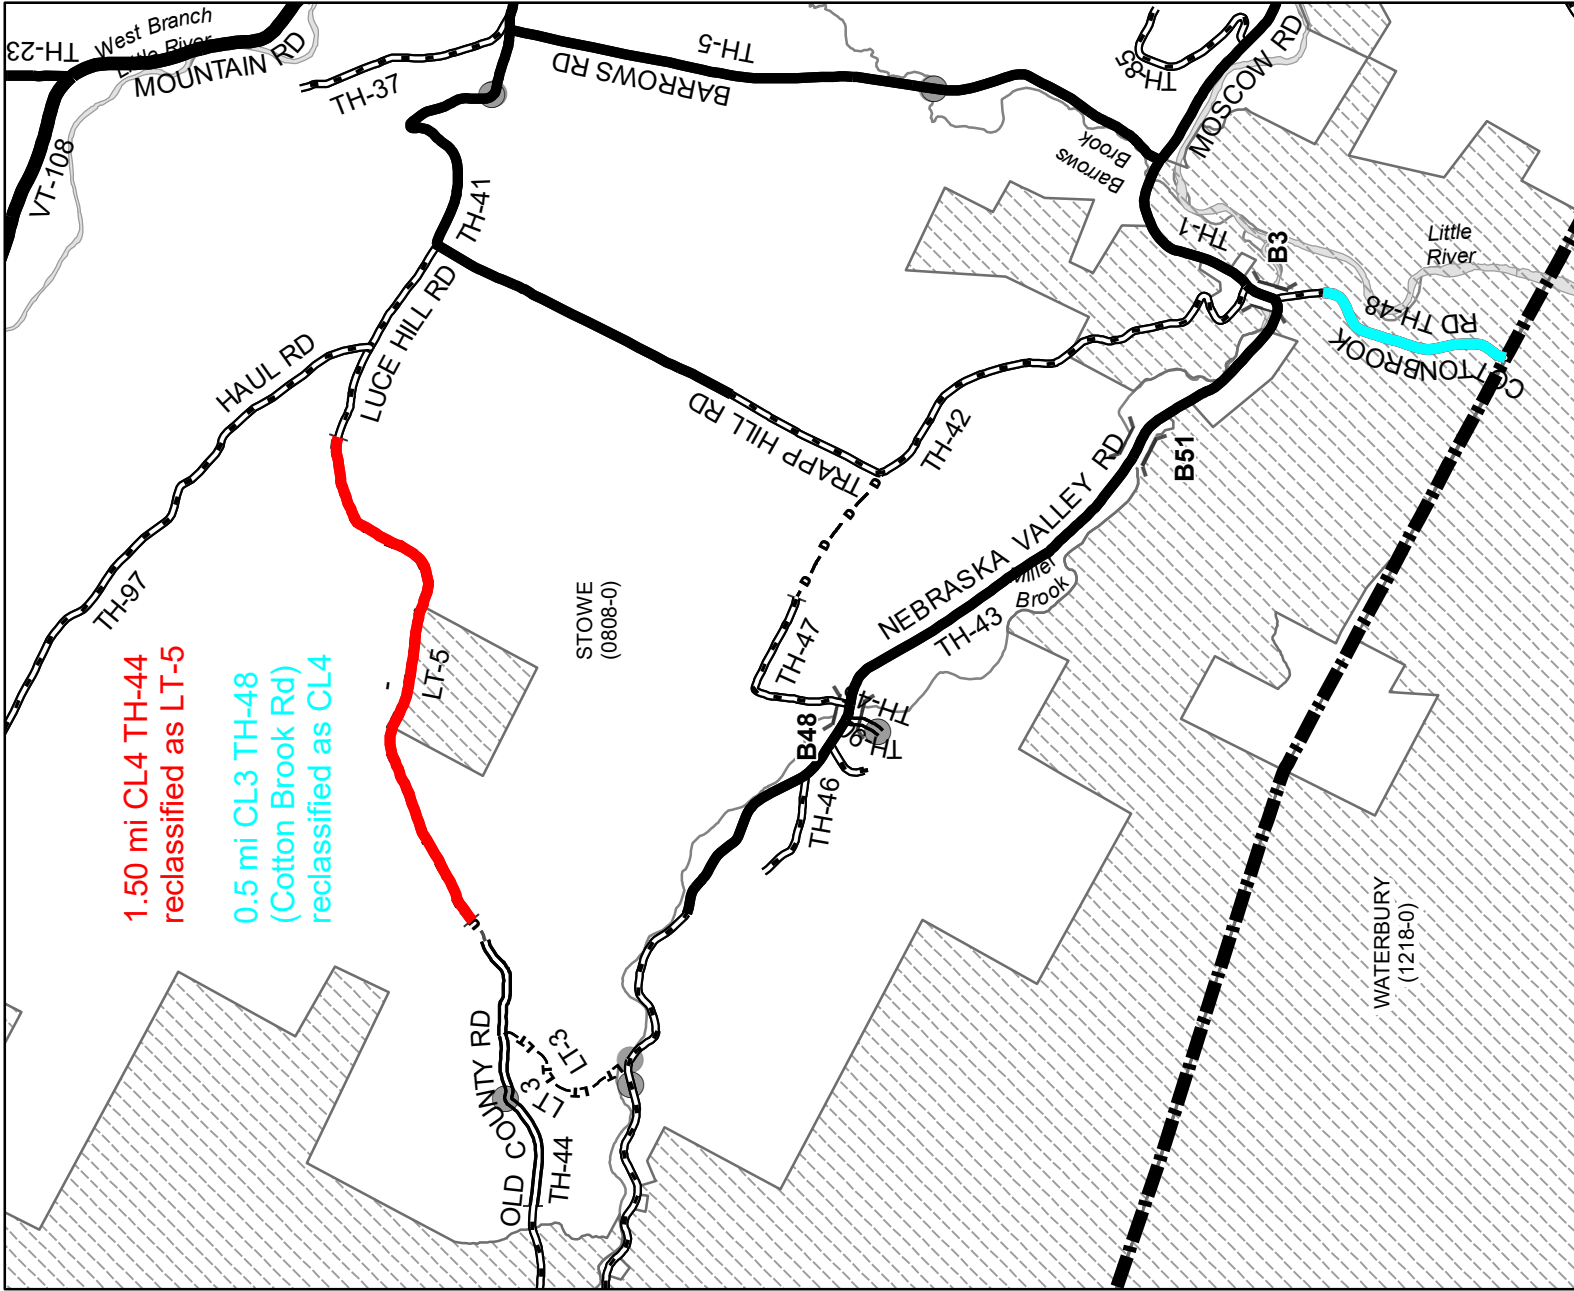 TH-23
West Branch
Little River
MOUNTAIN RD
VT-108
TH-37
BARROWS RD
TH-5
TH-85
MOSCOW RD
Barrows
Brook
TH-41
LUCE HILL RD
HAUL RD
TH-97
TRAPP HILL RD
TH-42
TH-1
B3
Little
River
COTTONBROOK
RD TH-48
NEBRASKA VALLEY RD
B51
Miller
Brook
TH-43
TH-47
STOWE
(0808-0)
LT-5
1.50 mi CL4 TH-44
reclassified as LT-5
0.5 mi CL3 TH-48
(Cotton Brook Rd)
reclassified as CL4
B48
TH-46
OLD COUNTY RD
TH-44
LT-3
LT 3
WATERBURY
(1218-0)